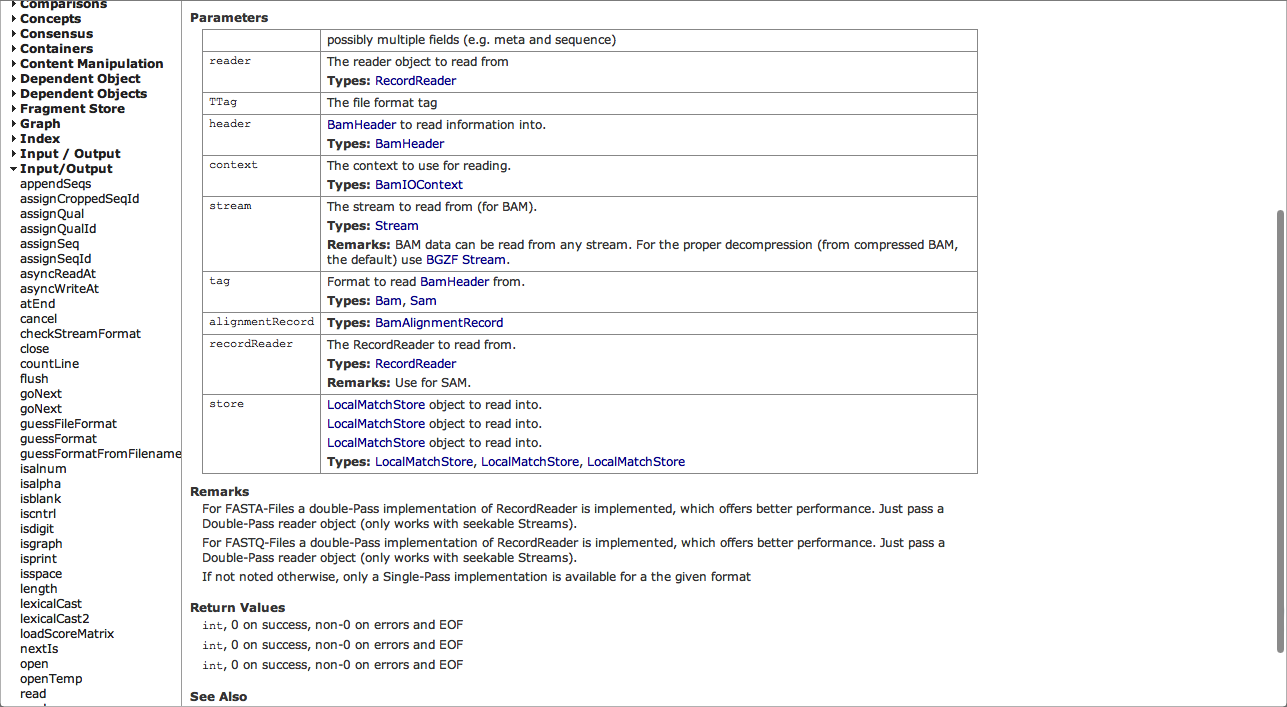 Comparisons
Concepts
Consensus
Containers
Content Manipulation
Dependent Object
Dependent Objects
Fragment Store
Graph
Index
Input / Output
Input/Output
appendSeqs
assignCroppedSeqId
assignQual
assignQualId
assignSeq
assignSeqId
asyncReadAt
asyncWriteAt
atEnd
cancel
checkStreamFormat
close
countLine
flush
goNext
goNext
guessFileFormat
guessFormat
guessFormatFromFilename
isalnum
isalpha
isblank
iscntrl
isdigit
isgraph
isprint
isspace
length
lexicalCast
lexicalCast2
loadScoreMatrix
nextIs
open
openTemp
read
Parameters
possibly multiple fields (e.g. meta and sequence)
reader The reader object to read from
Types: RecordReader
TTag The file format tag
header BamHeader to read information into.
Types: BamHeader
context The context to use for reading.
Types: BamIOContext
stream The stream to read from (for BAM).
Types: Stream
Remarks: BAM data can be read from any stream. For the proper decompression (from compressed BAM,
the default) use BGZF Stream.
tag Format to read BamHeader from.
Types: Bam, Sam
alignmentRecord Types: BamAlignmentRecord
recordReader The RecordReader to read from.
Types: RecordReader
Remarks: Use for SAM.
store LocalMatchStore object to read into.
LocalMatchStore object to read into.
LocalMatchStore object to read into.
Types: LocalMatchStore, LocalMatchStore, LocalMatchStore
Remarks
For FASTA-Files a double-Pass implementation of RecordReader is implemented, which offers better performance. Just pass a
Double-Pass reader object (only works with seekable Streams).
For FASTQ-Files a double-Pass implementation of RecordReader is implemented, which offers better performance. Just pass a
Double-Pass reader object (only works with seekable Streams).
If not noted otherwise, only a Single-Pass implementation is available for a the given format
Return Values
int, 0 on success, non-0 on errors and EOF
int, 0 on success, non-0 on errors and EOF
int, 0 on success, non-0 on errors and EOF
See Also